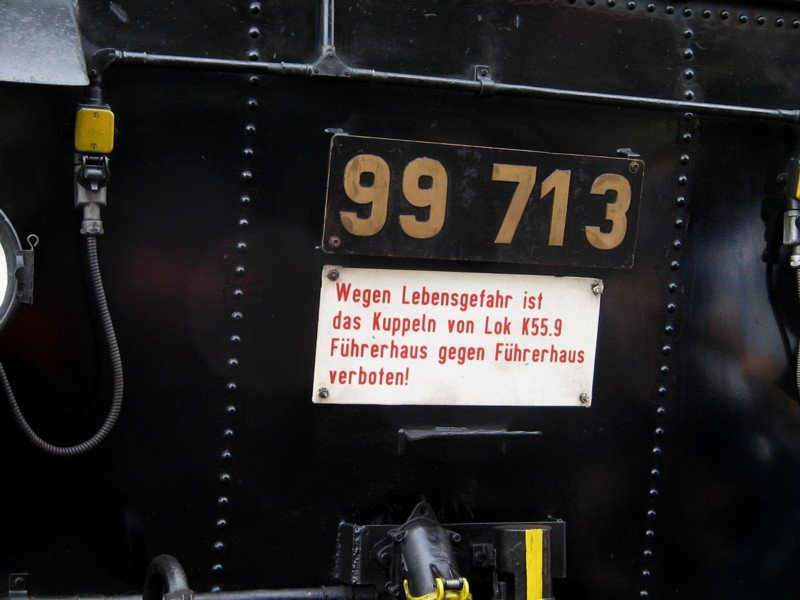 99 713
Wegen Lebensgefahr ist
das Kuppeln von Lok K55.9
Führerhaus gegen Führerhaus
verboten!